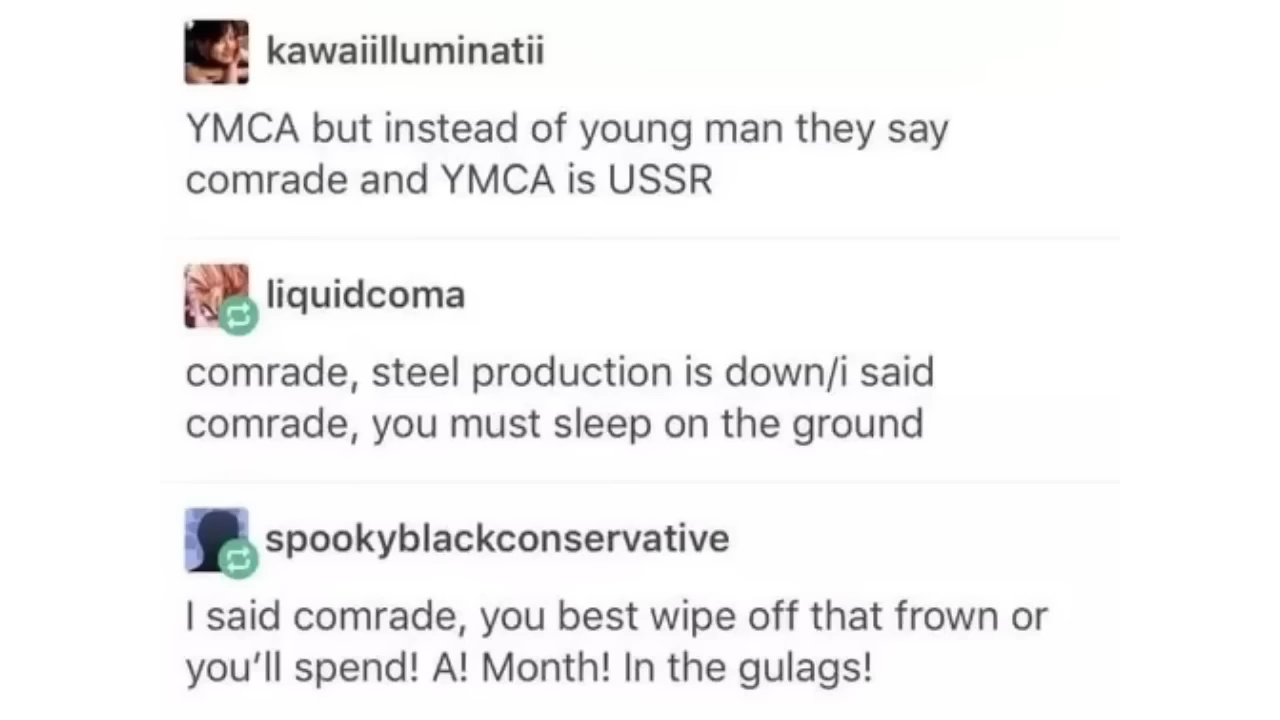 kawaiilluminatii
YMCA but instead of young man they say
comrade and YMCA is USSR
liquidcoma
comrade, steel production is down/i said
comrade, you must sleep on the ground
spookyblackconservative
I said comrade, you best wipe off that frown or
you'll spend! A! Month! In the gulags!